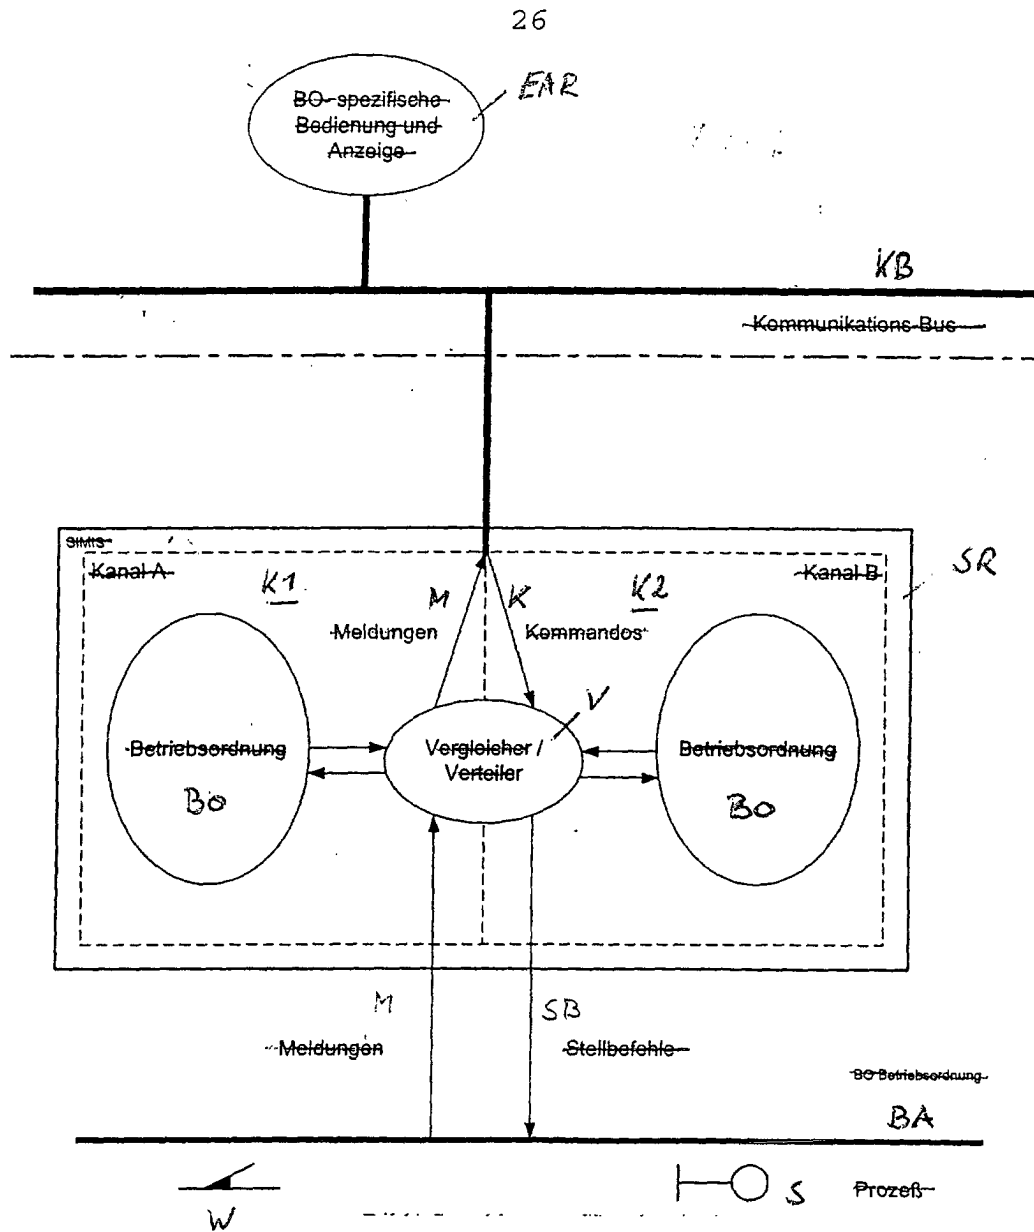 26
BO-spezifische
Bedienung und
Anzeige
EAR
KB
Kommunikations-Bus
SIMIS
Kanal A
K1
M
K
K2
Kanal B
SR
Meldungen
Kommandos
V
Betriebsordnung
BO
Vergleicher /
Verteiler
Betriebsordnung
BO
M
SB
Meldungen
Stellbefehle
BO Betriebsordnung
BA
W
S
Prozeß